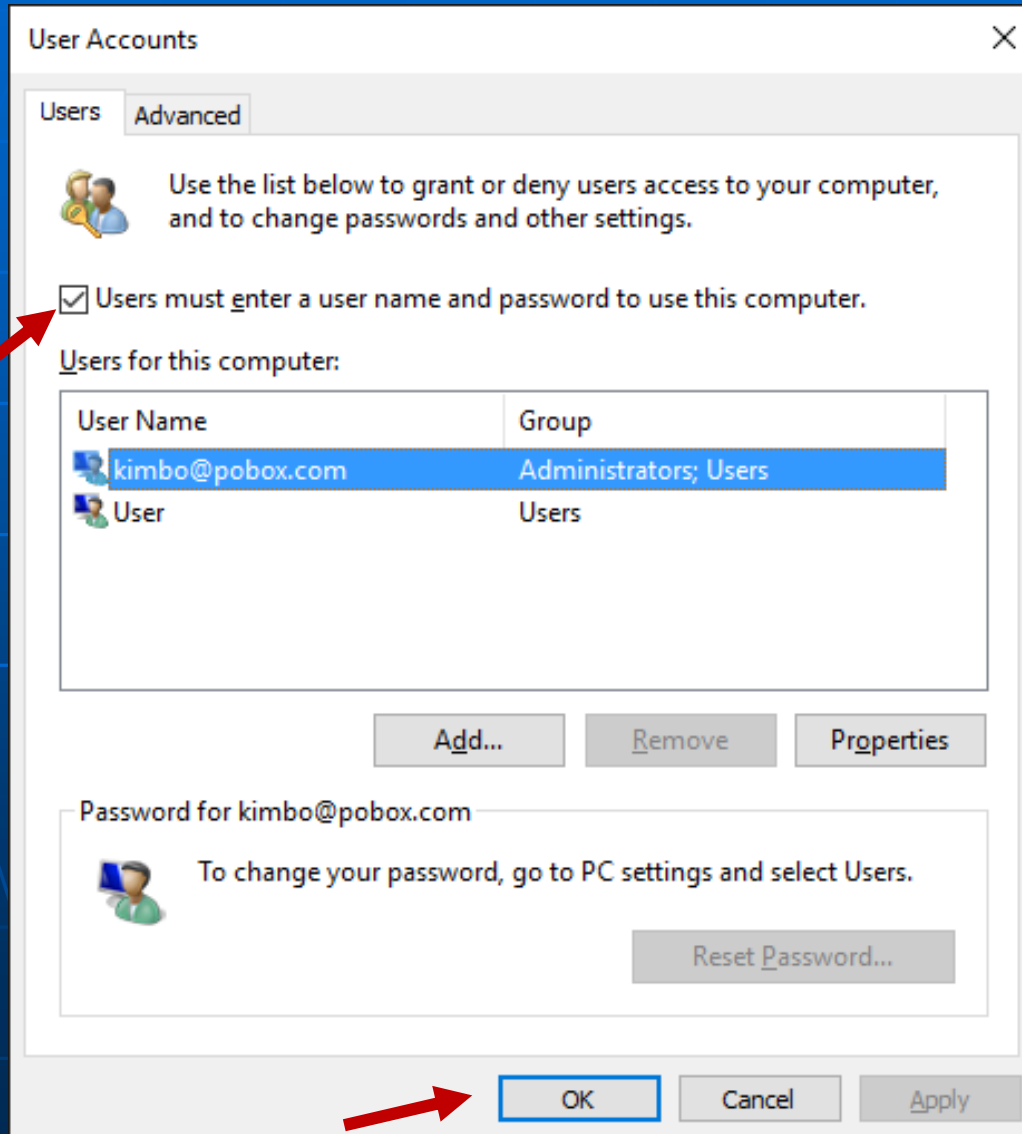 User Accounts
Users
Advanced
Use the list below to grant or deny users access to your computer,
and to change passwords and other settings.
Users must enter a user name and password to use this computer.
Users for this computer:
User Name Group
kimbo@pobox.com Administrators; Users
User Users
Add... Remove Properties
Password for kimbo@pobox.com
To change your password, go to PC settings and select Users.
Reset Password...
OK Cancel Apply